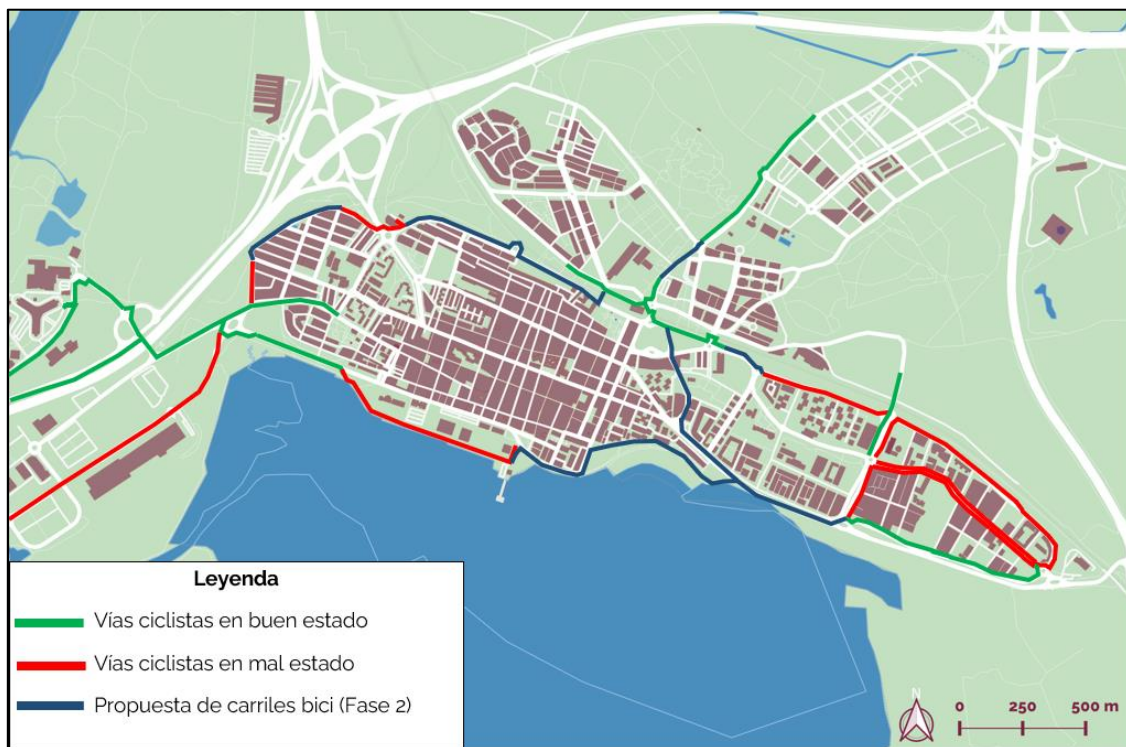 Leyenda
Vías ciclistas en buen estado
Vías ciclistas en mal estado
Propuesta de carriles bici (Fase 2)
N
0 250 500 m